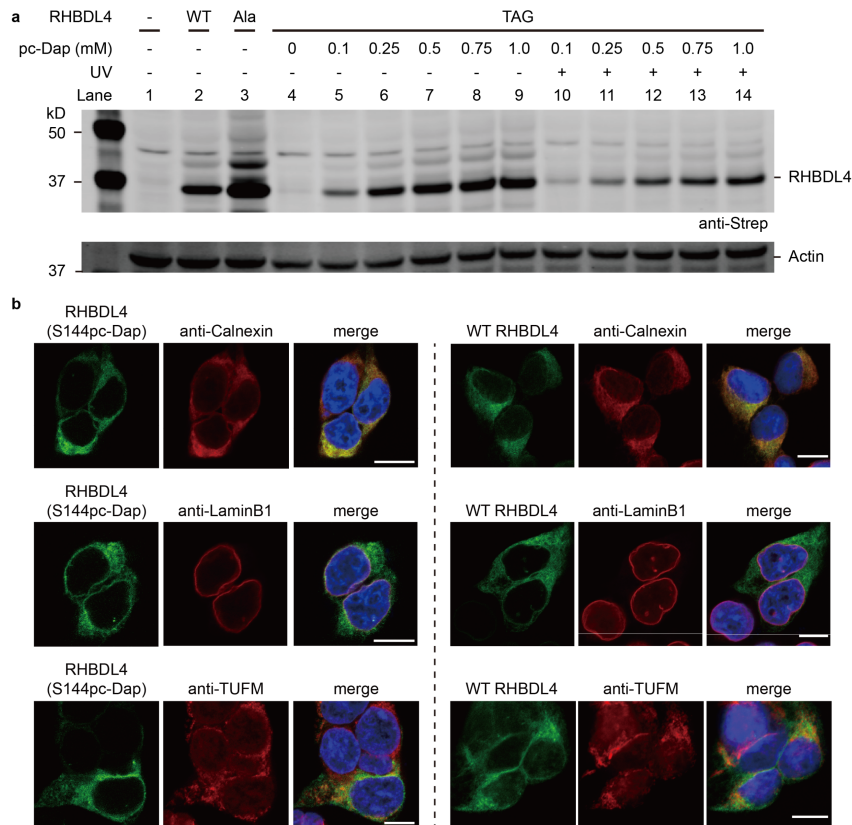 a
RHBDL4 - WT Ala TAG
pc-Dap (mM) - - - 0 0.1 0.25 0.5 0.75 1.0 0.1 0.25 0.5 0.75 1.0
UV - - - - - - - - - + + + + +
Lane 1 2 3 4 5 6 7 8 9 10 11 12 13 14
kD
50
37
RHBDL4
anti-Strep
Actin
37
b
RHBDL4
(S144pc-Dap) anti-Calnexin merge WT RHBDL4 anti-Calnexin merge
RHBDL4
(S144pc-Dap) anti-LaminB1 merge WT RHBDL4 anti-LaminB1 merge
RHBDL4
(S144pc-Dap) anti-TUFM merge WT RHBDL4 anti-TUFM merge